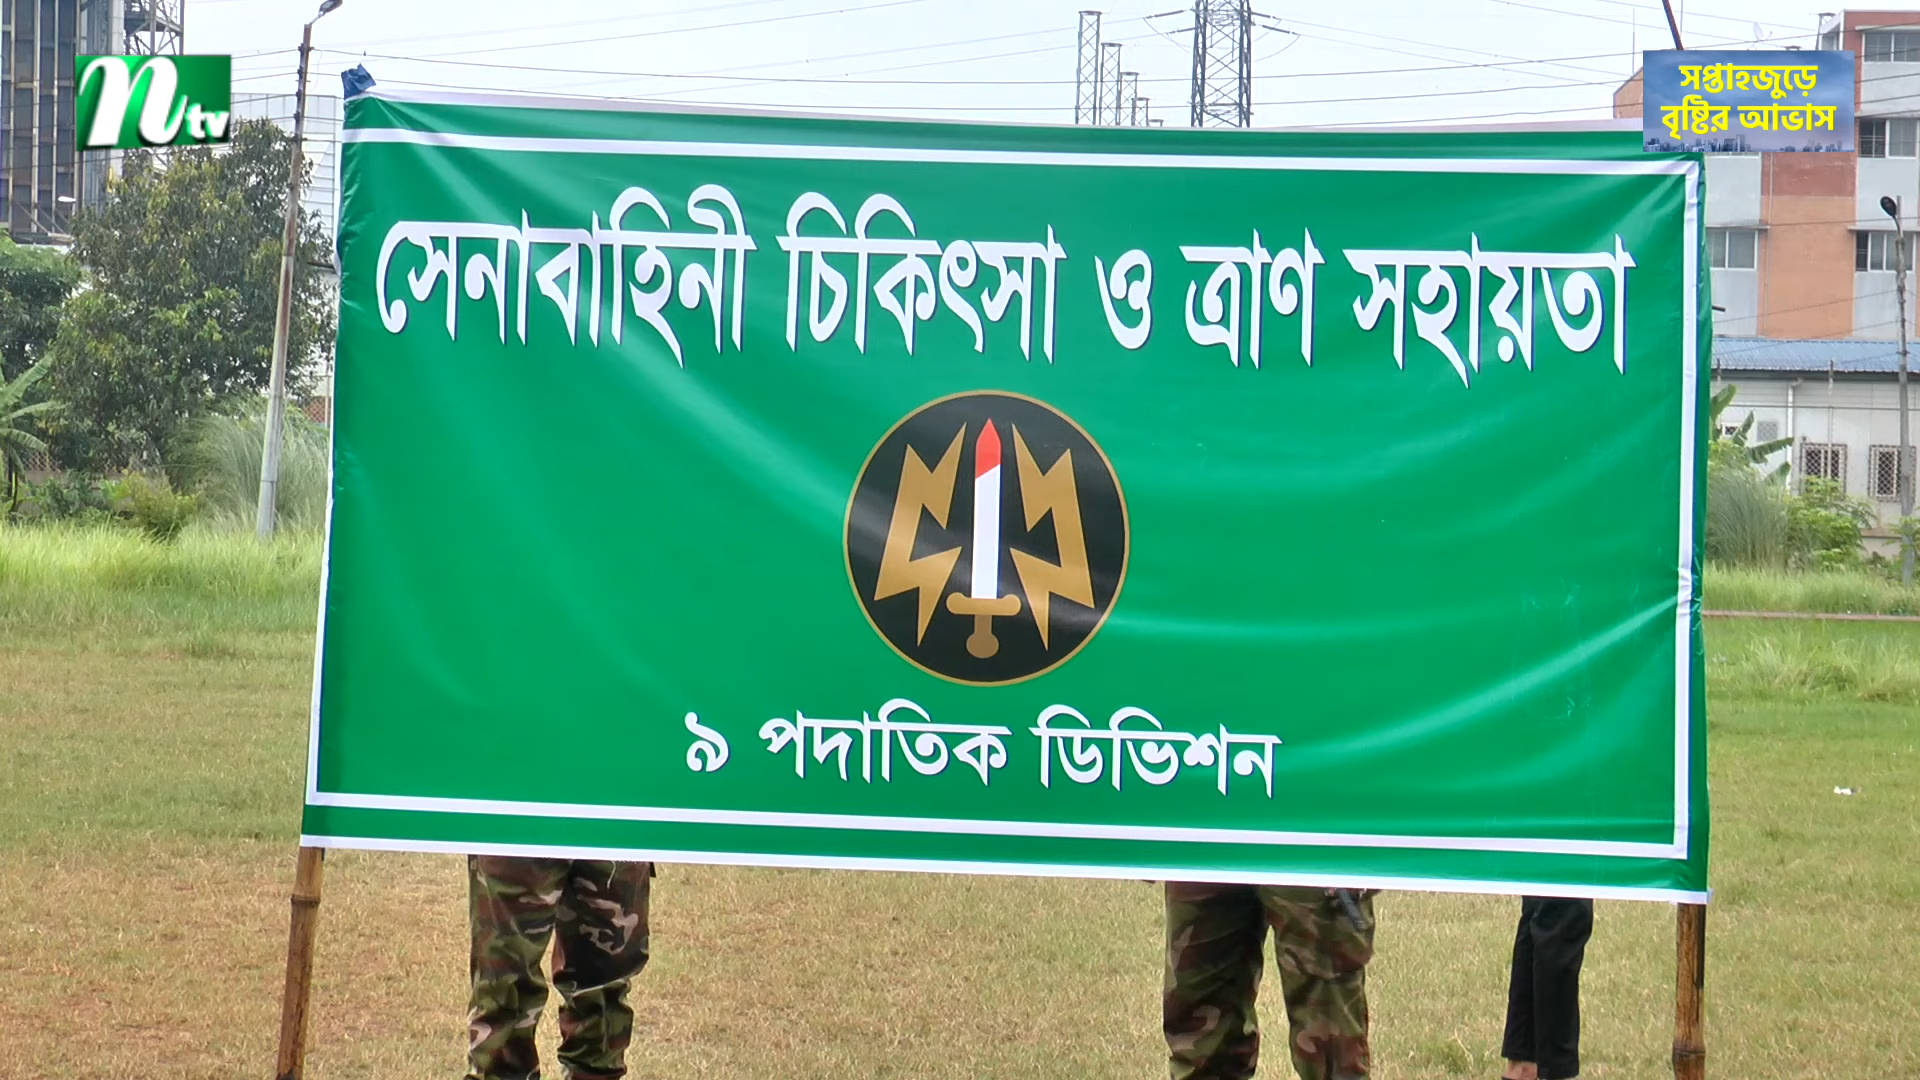 ntv
সপ্তাহজুড়ে
বৃষ্টির আভাস
সেনাবাহিনী চিকিৎসা ও ত্রাণ সহায়তা
৯ পদাতিক ডিভিশন